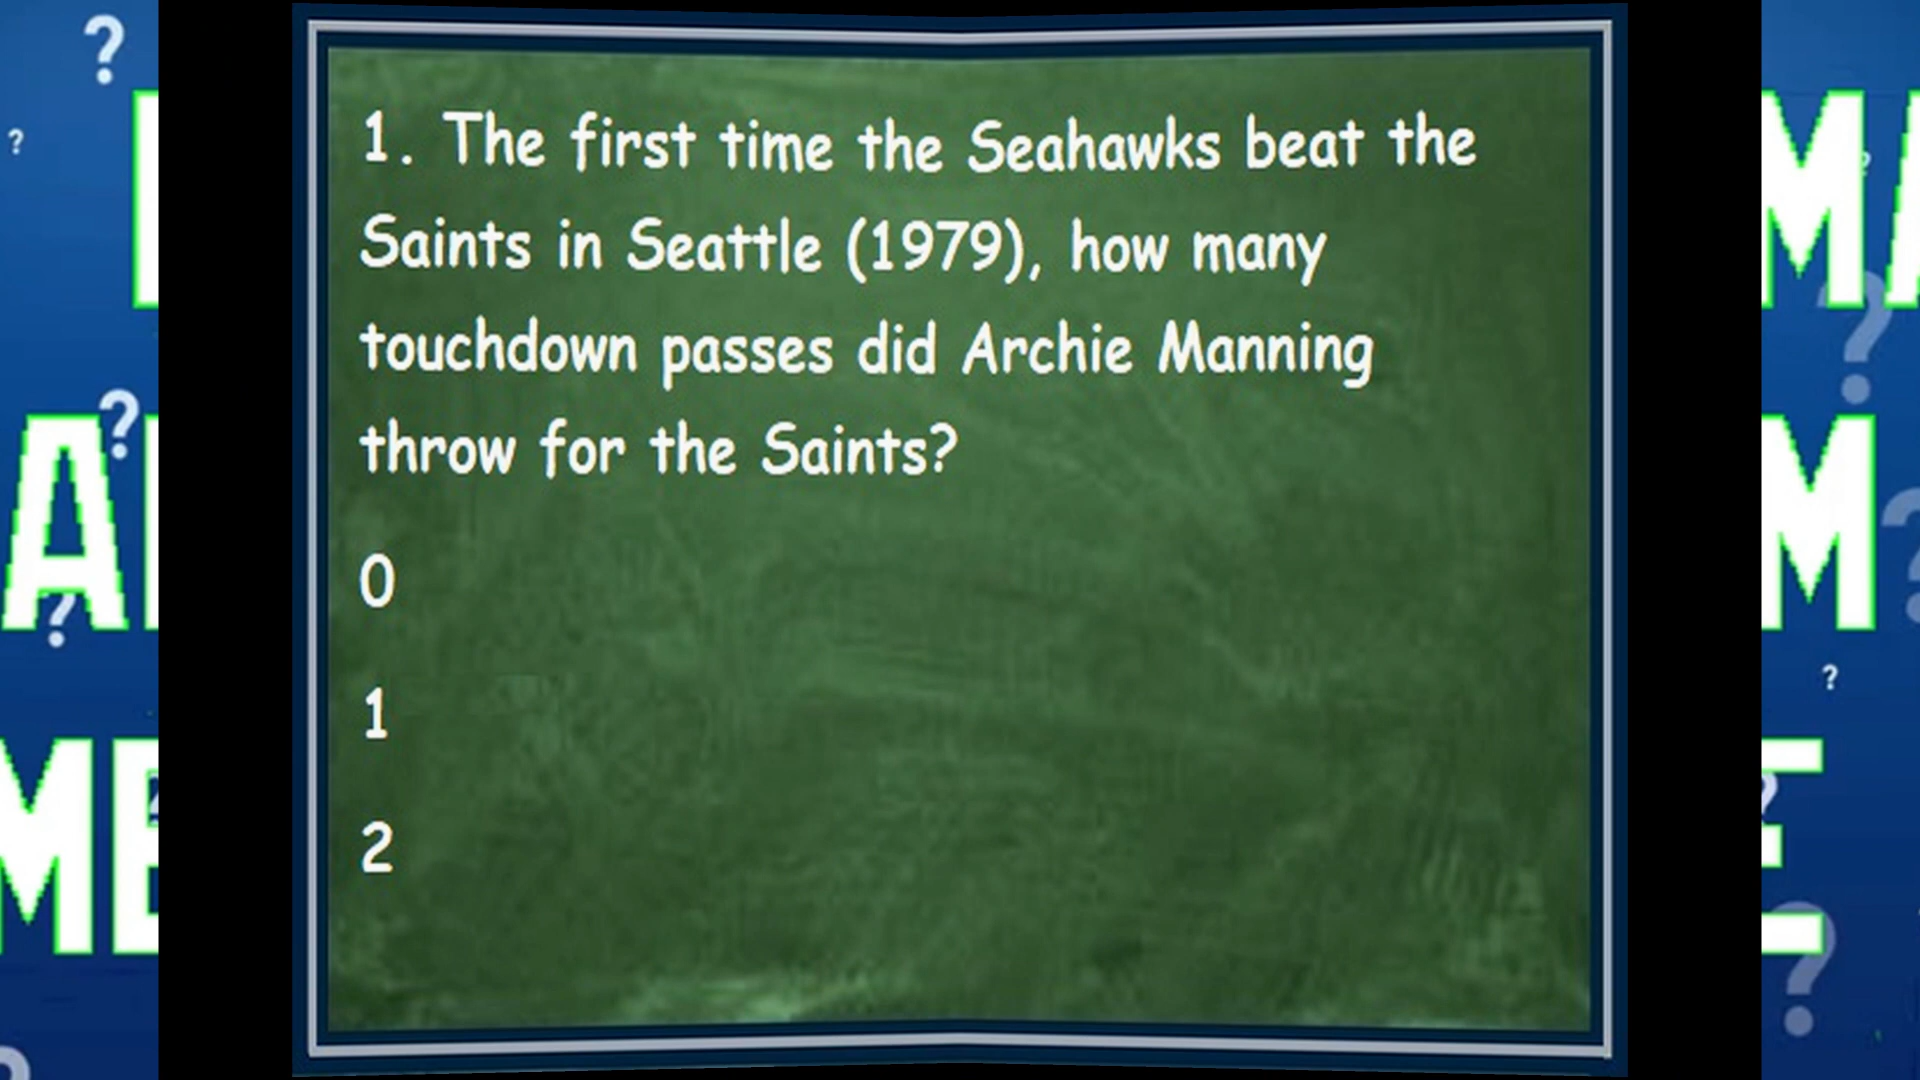 1. The first time the Seahawks beat the
Saints in Seattle (1979), how many
touchdown passes did Archie Manning
throw for the Saints?
0
1
2